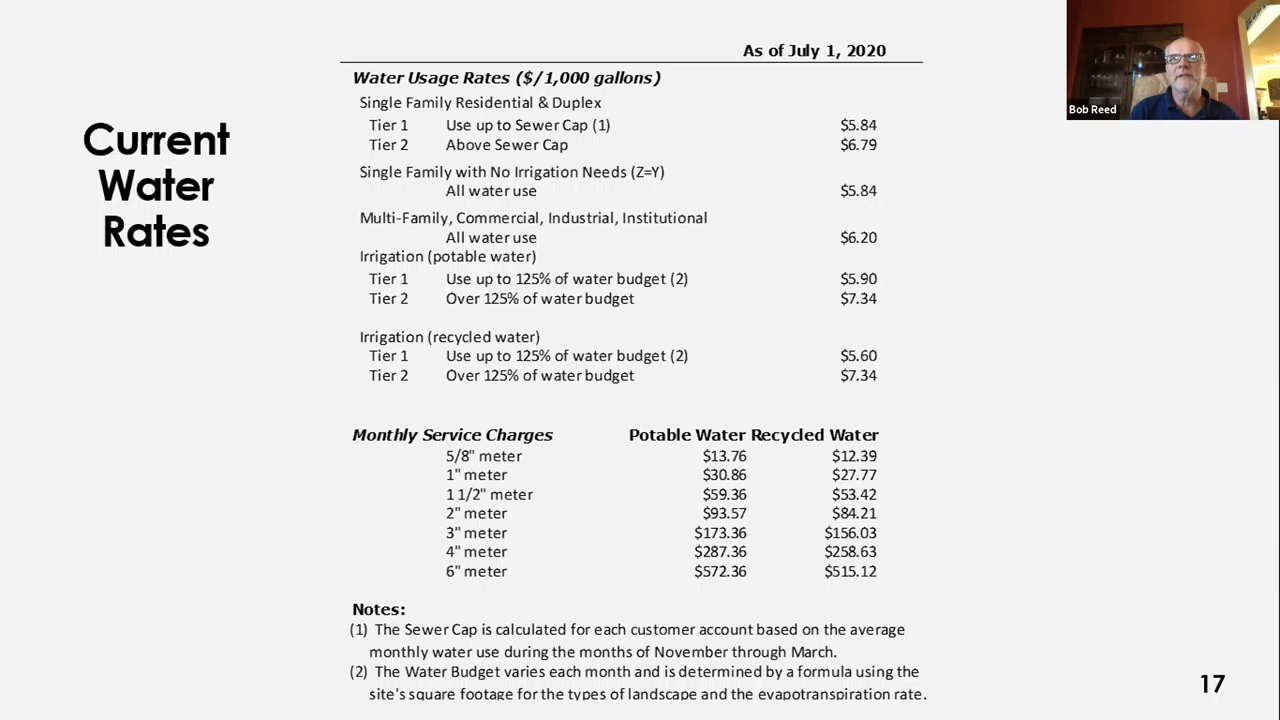 Current
Water
Rates
As of July 1, 2020
Water Usage Rates ($/1,000 gallons)
Single Family Residential & Duplex
Tier 1 Use up to Sewer Cap (1) $5.84
Tier 2 Above Sewer Cap $6.79
Single Family with No Irrigation Needs (Z=Y)
All water use $5.84
Multi-Family, Commercial, Industrial, Institutional
All water use $6.20
Irrigation (potable water)
Tier 1 Use up to 125% of water budget (2) $5.90
Tier 2 Over 125% of water budget $7.34
Irrigation (recycled water)
Tier 1 Use up to 125% of water budget (2) $5.60
Tier 2 Over 125% of water budget $7.34
Monthly Service Charges Potable Water Recycled Water
5/8" meter $13.76 $12.39
1" meter $30.86 $27.77
1 1/2" meter $59.36 $53.42
2" meter $93.57 $84.21
3" meter $173.36 $156.03
4" meter $287.36 $258.63
6" meter $572.36 $515.12
Notes:
(1) The Sewer Cap is calculated for each customer account based on the average
monthly water use during the months of November through March.
(2) The Water Budget varies each month and is determined by a formula using the
site's square footage for the types of landscape and the evapotranspiration rate.
17
Bob Reed